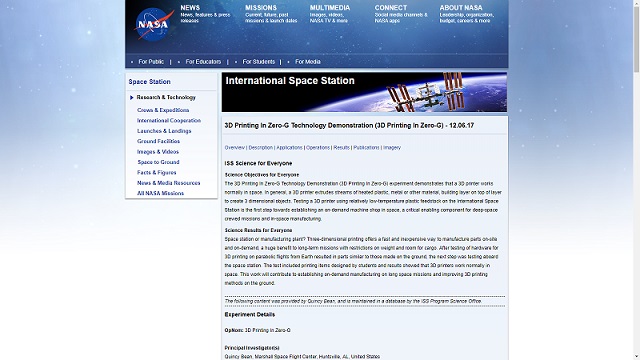 NASA
NEWS
News, features & press
releases
MISSIONS
Current, future, past
missions & launch dates
MULTIMEDIA
Images, videos,
NASA TV & more
CONNECT
Social media channels &
NASA apps
ABOUT NASA
Leadership, organization,
budget, careers & more
• For Public | • For Educators | • For Students | • For Media
Space Station
Research & Technology
Crews & Expeditions
International Cooperation
Launches & Landings
Ground Facilities
Images & Videos
Space to Ground
Facts & Figures
News & Media Resources
All NASA Missions
International Space Station
3D Printing In Zero-G Technology Demonstration (3D Printing In Zero-G) - 12.06.17
Overview | Description | Applications | Operations | Results | Publications | Imagery
ISS Science for Everyone
Science Objectives for Everyone
The 3D Printing In Zero-G Technology Demonstration (3D Printing In Zero-G) experiment demonstrates that a 3D printer works
normally in space. In general, a 3D printer extrudes streams of heated plastic, metal or other material, building layer on top of layer
to create 3 dimensional objects. Testing a 3D printer using relatively low-temperature plastic feedstock on the International Space
Station is the first step towards establishing an on-demand machine shop in space, a critical enabling component for deep-space
crewed missions and in-space manufacturing.
Science Results for Everyone
Space station or manufacturing plant? Three-dimensional printing offers a fast and inexpensive way to manufacture parts on-site
and on-demand, a huge benefit to long-term missions with restrictions on weight and room for cargo. After testing of hardware for
3D printing on parabolic flights from Earth resulted in parts similar to those made on the ground, the next step was testing aboard
the space station. The test included printing items designed by students and results showed that 3D printers work normally in
space. This work will contribute to establishing on-demand manufacturing on long space missions and improving 3D printing
methods on the ground.
The following content was provided by Quincy Bean, and is maintained in a database by the ISS Program Science Office.
Experiment Details
OpNom: 3D Printing in Zero-G
Principal Investigator(s)
Quincy Bean, Marshall Space Flight Center, Huntsville, AL, United States